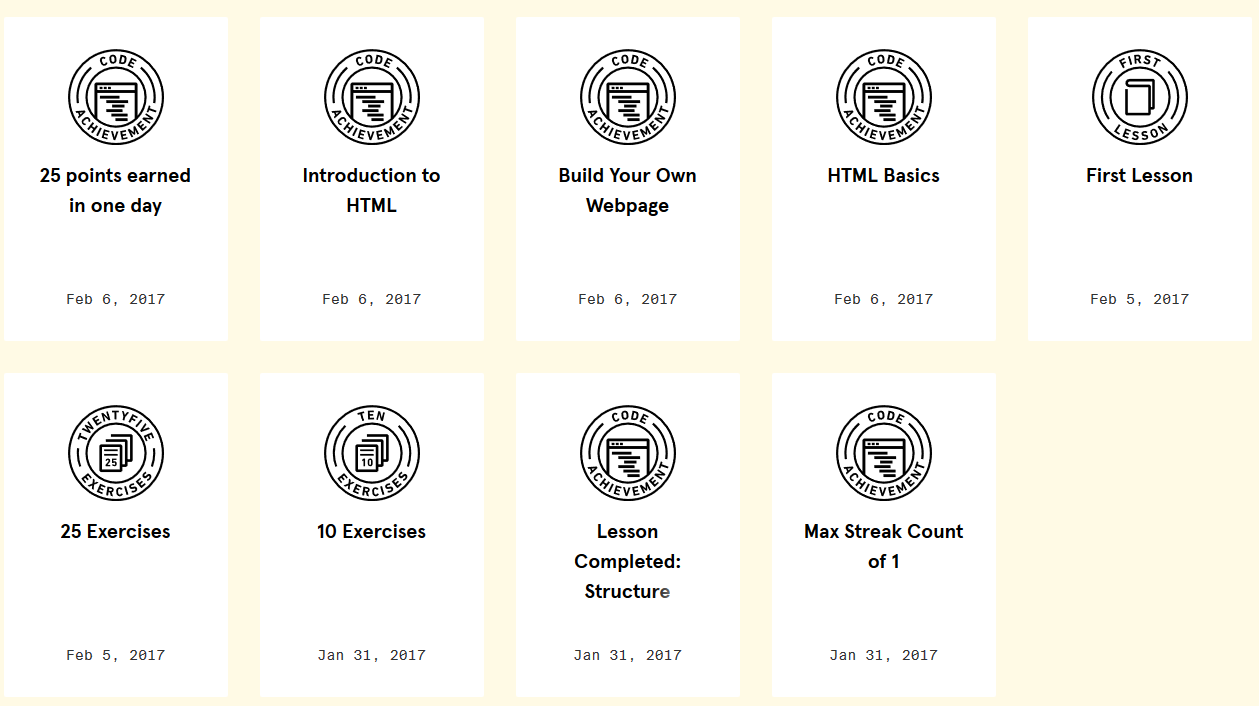 CODE
ACHIEVEMENT
25 points earned
in one day
Feb 6, 2017
CODE
ACHIEVEMENT
Introduction to
HTML
Feb 6, 2017
CODE
ACHIEVEMENT
Build Your Own
Webpage
Feb 6, 2017
CODE
ACHIEVEMENT
HTML Basics
Feb 6, 2017
FIRST
LESSON
First Lesson
Feb 5, 2017
TWENTYFIVE
25
EXERCISES
25 Exercises
Feb 5, 2017
TEN
10
EXERCISES
10 Exercises
Jan 31, 2017
CODE
ACHIEVEMENT
Lesson
Completed:
Structure
Jan 31, 2017
CODE
ACHIEVEMENT
Max Streak Count
of 1
Jan 31, 2017